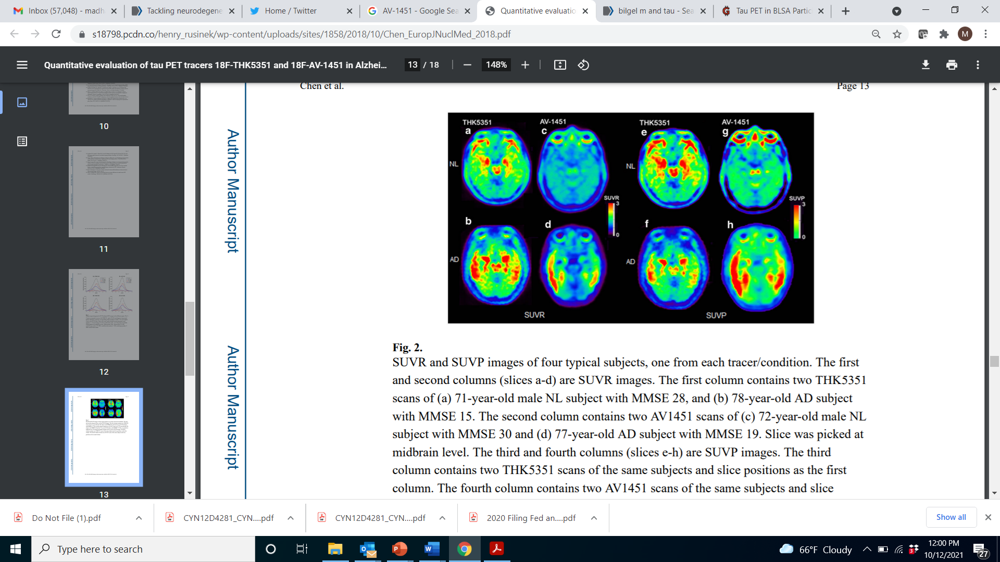 Inbox (57,048) - madh
Tackling neurodegene
Home / Twitter
AV-1451 - Google Sea
Quantitative evaluatio
bilgel m and tau - Sea
Tau PET in BLSA Partic
s18798.pcdn.co/henry_rusinek/wp-content/uploads/sites/1858/2018/10/Chen_EuropJNuclMed_2018.pdf
M
Quantitative evaluation of tau PET tracers 18F-THK5351 and 18F-AV-1451 in Alzhei...
13 / 18
148%
10
11
12
13
Chen et al.
Page 13
Author Manuscript
Author Manuscript
THK5351
AV-1451
THK5351
AV-1451
a
c
e
g
NL
NL
SUVR
3
0
SUVP
3
0
b
d
f
h
AD
AD
SUVR
SUVP
Fig. 2.
SUVR and SUVP images of four typical subjects, one from each tracer/condition. The first
and second columns (slices a-d) are SUVR images. The first column contains two THK5351
scans of (a) 71-year-old male NL subject with MMSE 28, and (b) 78-year-old AD subject
with MMSE 15. The second column contains two AV1451 scans of (c) 72-year-old male NL
subject with MMSE 30 and (d) 77-year-old AD subject with MMSE 19. Slice was picked at
midbrain level. The third and fourth columns (slices e-h) are SUVP images. The third
column contains two THK5351 scans of the same subjects and slice positions as the first
column. The fourth column contains two AV1451 scans of the same subjects and slice
Do Not File (1).pdf
CYN12D4281_CYN....pdf
CYN12D4281_CYN....pdf
2020 Filing Fed an....pdf
Show all
Type here to search
66°F Cloudy
3
12:00 PM
10/12/2021
27